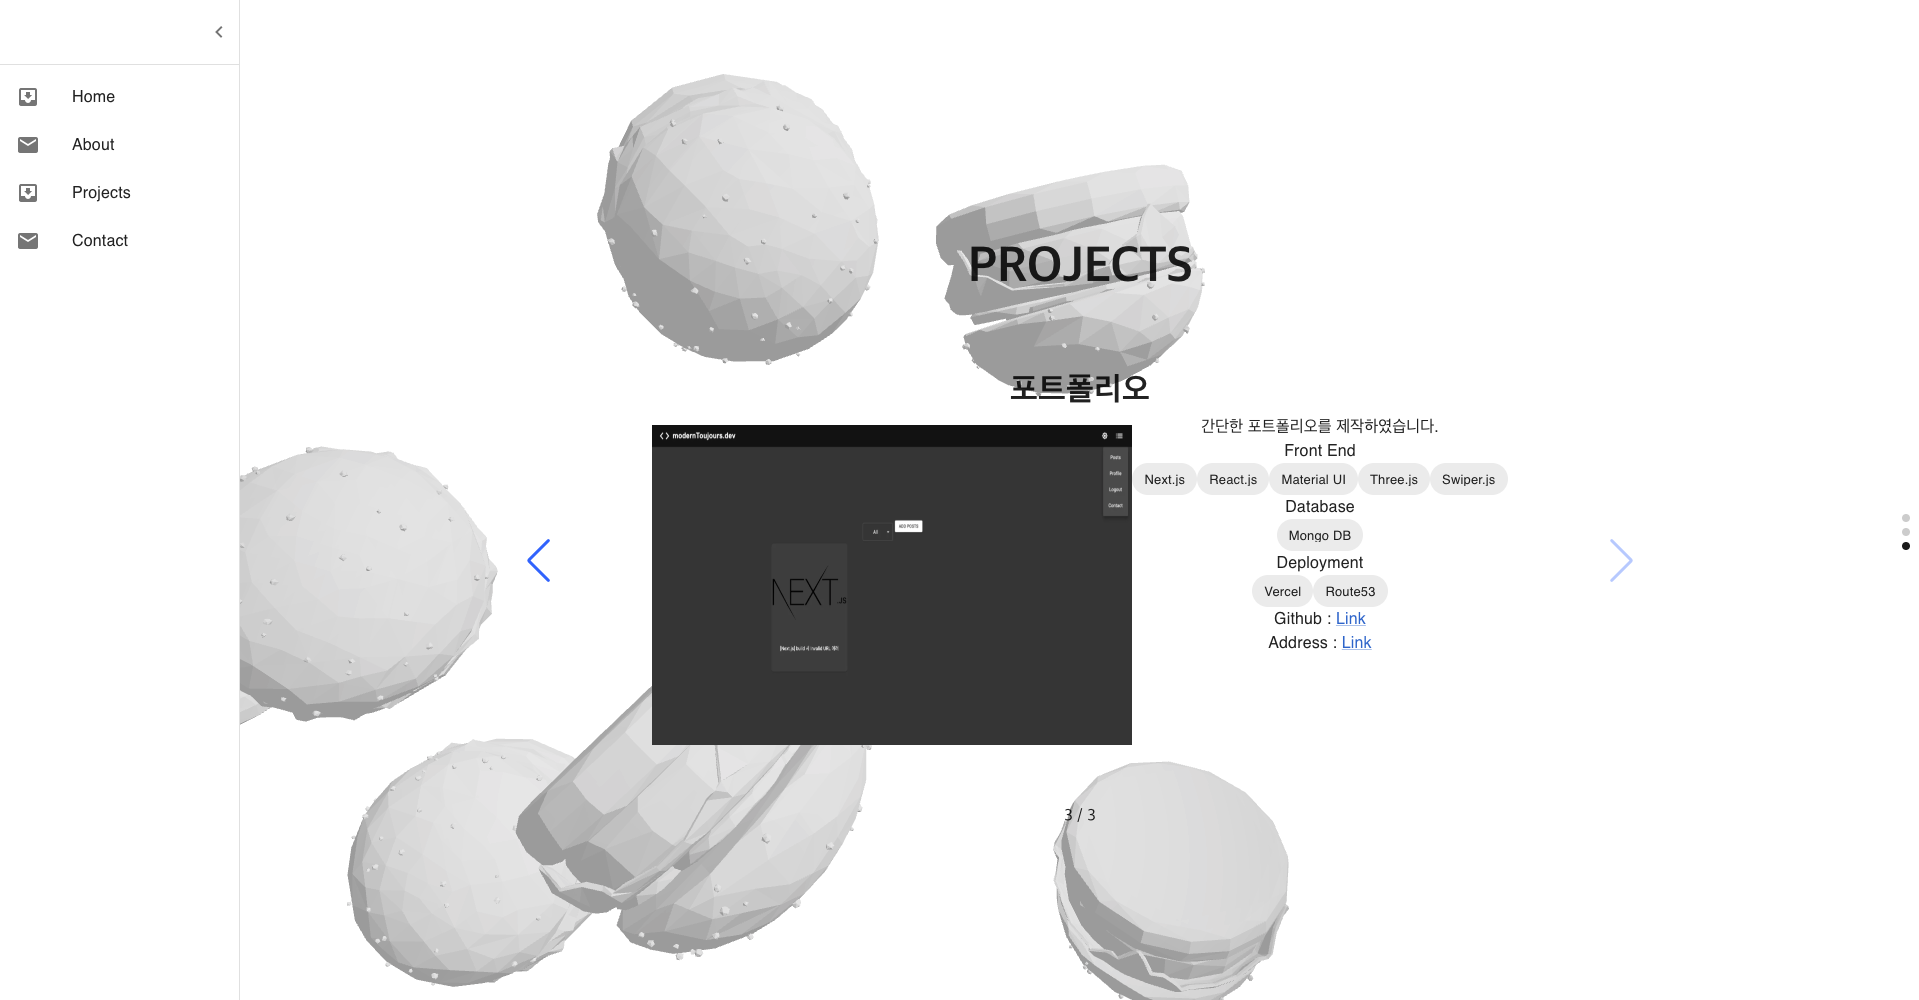 Home
About
Projects
Contact
PROJECTS
포트폴리오
modernToujours.dev
Posts
Profile
Logout
Contact
All
ADD POSTS
NEXT.JS
간단한 포트폴리오를 제작하였습니다.
Front End
Next.js React.js Material UI Three.js Swiper.js
Database
Mongo DB
Deployment
Vercel Route53
Github : Link
Address : Link
3 / 3